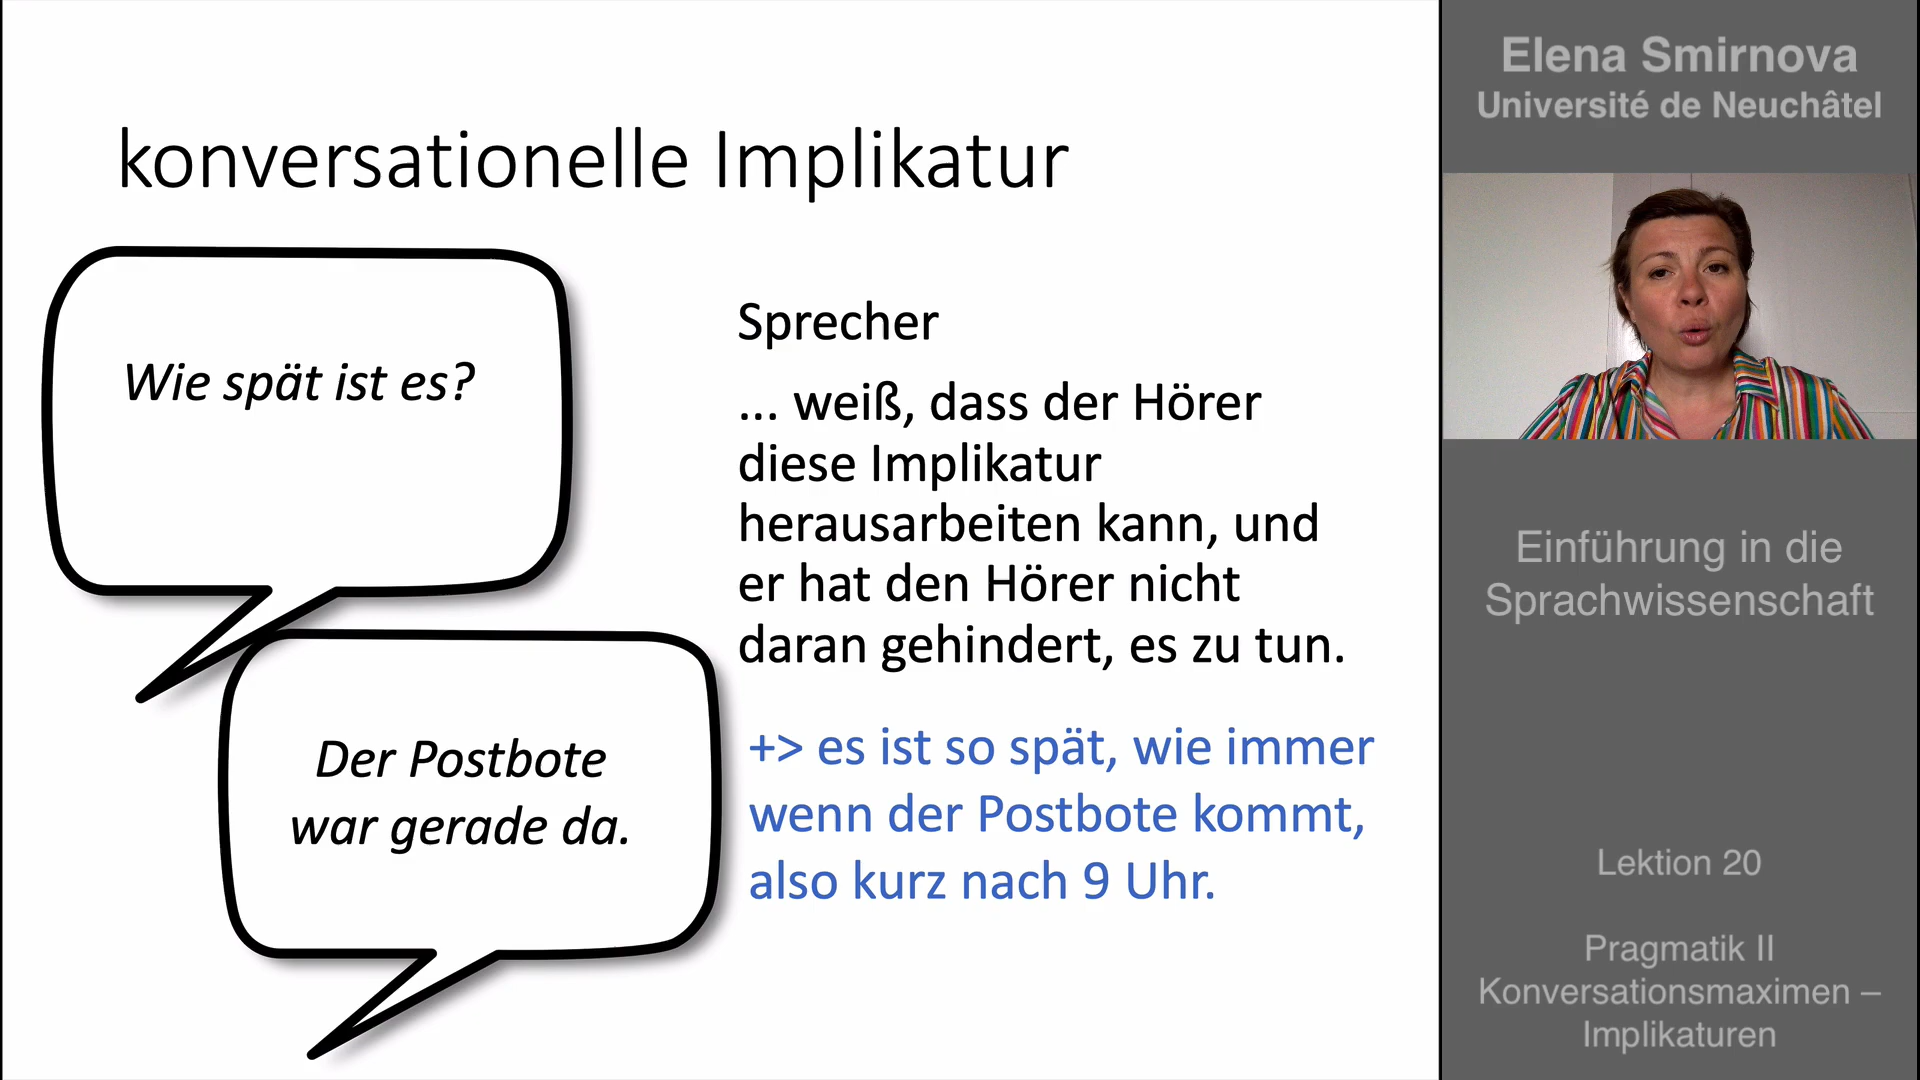 konversationelle Implikatur
Wie spät ist es?
Der Postbote
war gerade da.
Sprecher
... weiß, dass der Hörer
diese Implikatur
herausarbeiten kann, und
er hat den Hörer nicht
daran gehindert, es zu tun.
+> es ist so spät, wie immer
wenn der Postbote kommt,
also kurz nach 9 Uhr.
Elena Smirnova
Université de Neuchâtel
Einführung in die
Sprachwissenschaft
Lektion 20
Pragmatik II
Konversationsmaximen –
Implikaturen